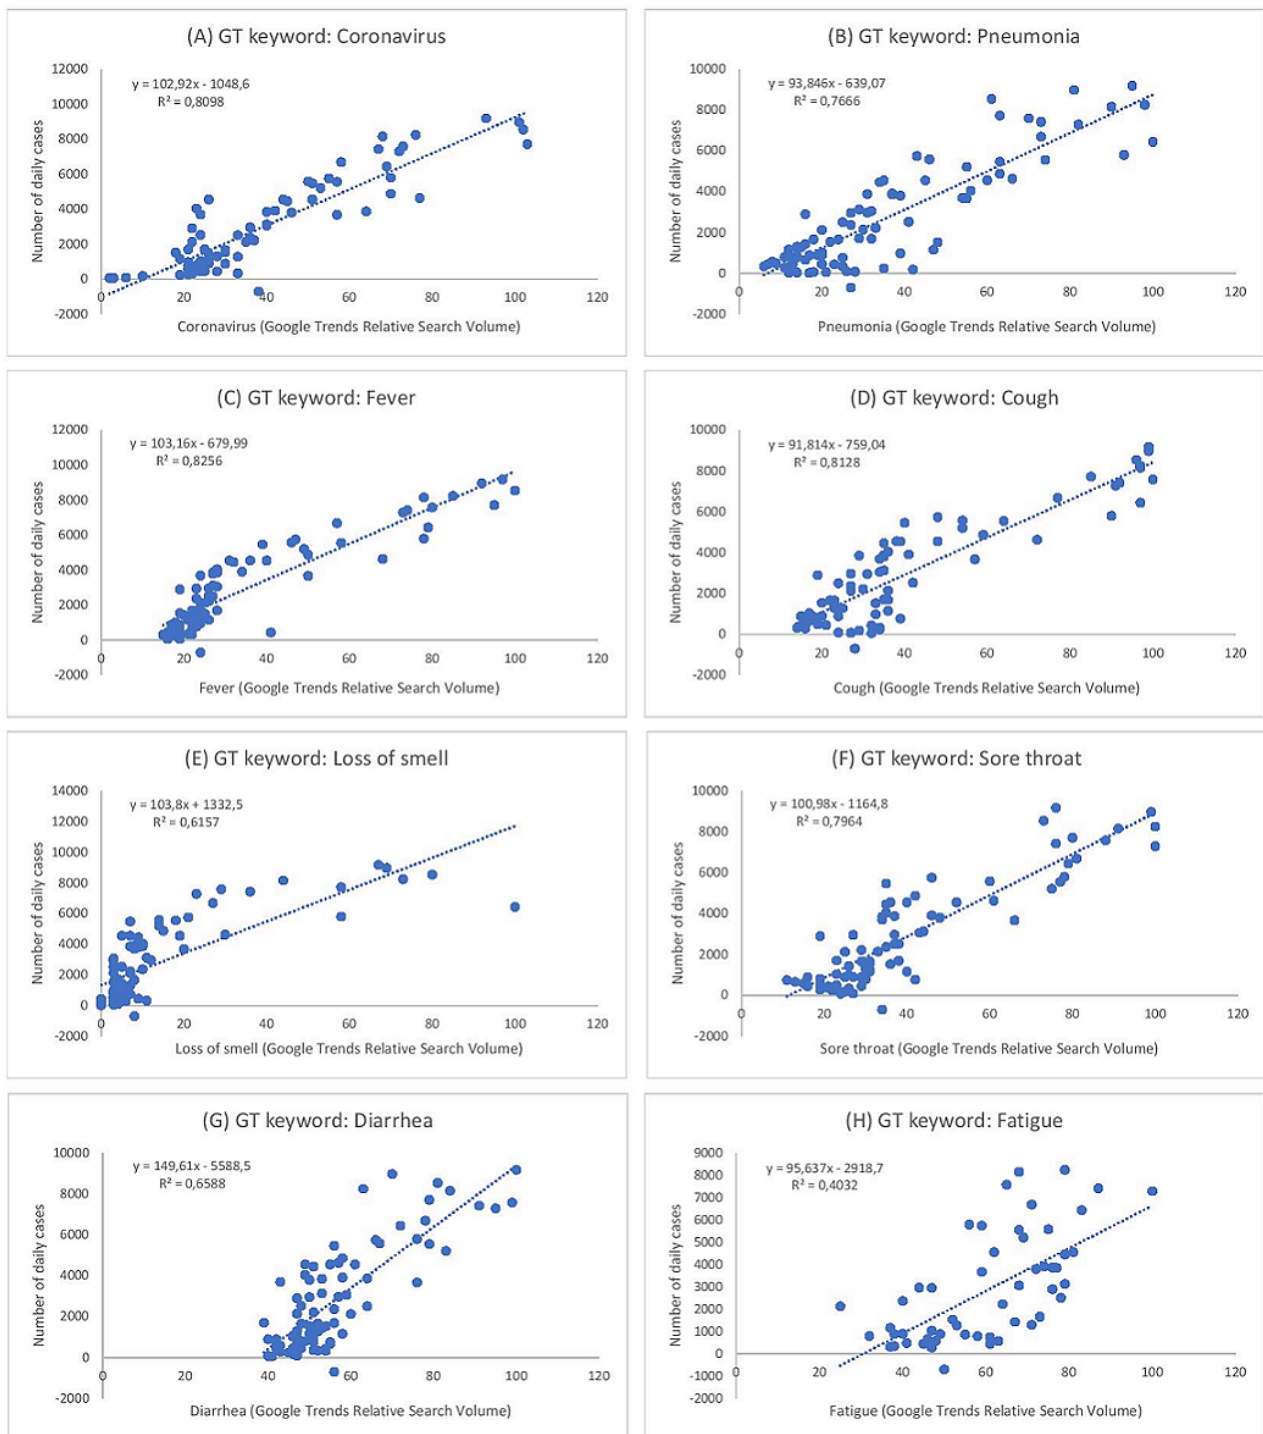 (A) GT keyword: Coronavirus
y = 102,92x - 1048,6
R² = 0,8098
Number of daily cases
12000
10000
8000
6000
4000
2000
0
-2000
0 20 40 60 80 100 120
Coronavirus (Google Trends Relative Search Volume)
(B) GT keyword: Pneumonia
y = 93,846x - 639,07
R² = 0,7666
Number of daily cases
10000
8000
6000
4000
2000
0
-2000
0 20 40 60 80 100 120
Pneumonia (Google Trends Relative Search Volume)
(C) GT keyword: Fever
y = 103,16x - 679,99
R² = 0,8256
Number of daily cases
12000
10000
8000
6000
4000
2000
0
-2000
0 20 40 60 80 100 120
Fever (Google Trends Relative Search Volume)
(D) GT keyword: Cough
y = 91,814x - 759,04
R² = 0,8128
Number of daily cases
10000
8000
6000
4000
2000
0
-2000
0 20 40 60 80 100 120
Cough (Google Trends Relative Search Volume)
(E) GT keyword: Loss of smell
y = 103,8x + 1332,5
R² = 0,6157
Number of daily cases
14000
12000
10000
8000
6000
4000
2000
0
-2000
0 20 40 60 80 100 120
Loss of smell (Google Trends Relative Search Volume)
(F) GT keyword: Sore throat
y = 100,98x - 1164,8
R² = 0,7964
Number of daily cases
10000
8000
6000
4000
2000
0
-2000
0 20 40 60 80 100 120
Sore throat (Google Trends Relative Search Volume)
(G) GT keyword: Diarrhea
y = 149,61x - 5588,5
R² = 0,6588
Number of daily cases
10000
8000
6000
4000
2000
0
-2000
0 20 40 60 80 100 120
Diarrhea (Google Trends Relative Search Volume)
(H) GT keyword: Fatigue
y = 95,637x - 2918,7
R² = 0,4032
Number of daily cases
9000
8000
7000
6000
5000
4000
3000
2000
1000
0
-1000
-2000
0 20 40 60 80 100 120
Fatigue (Google Trends Relative Search Volume)